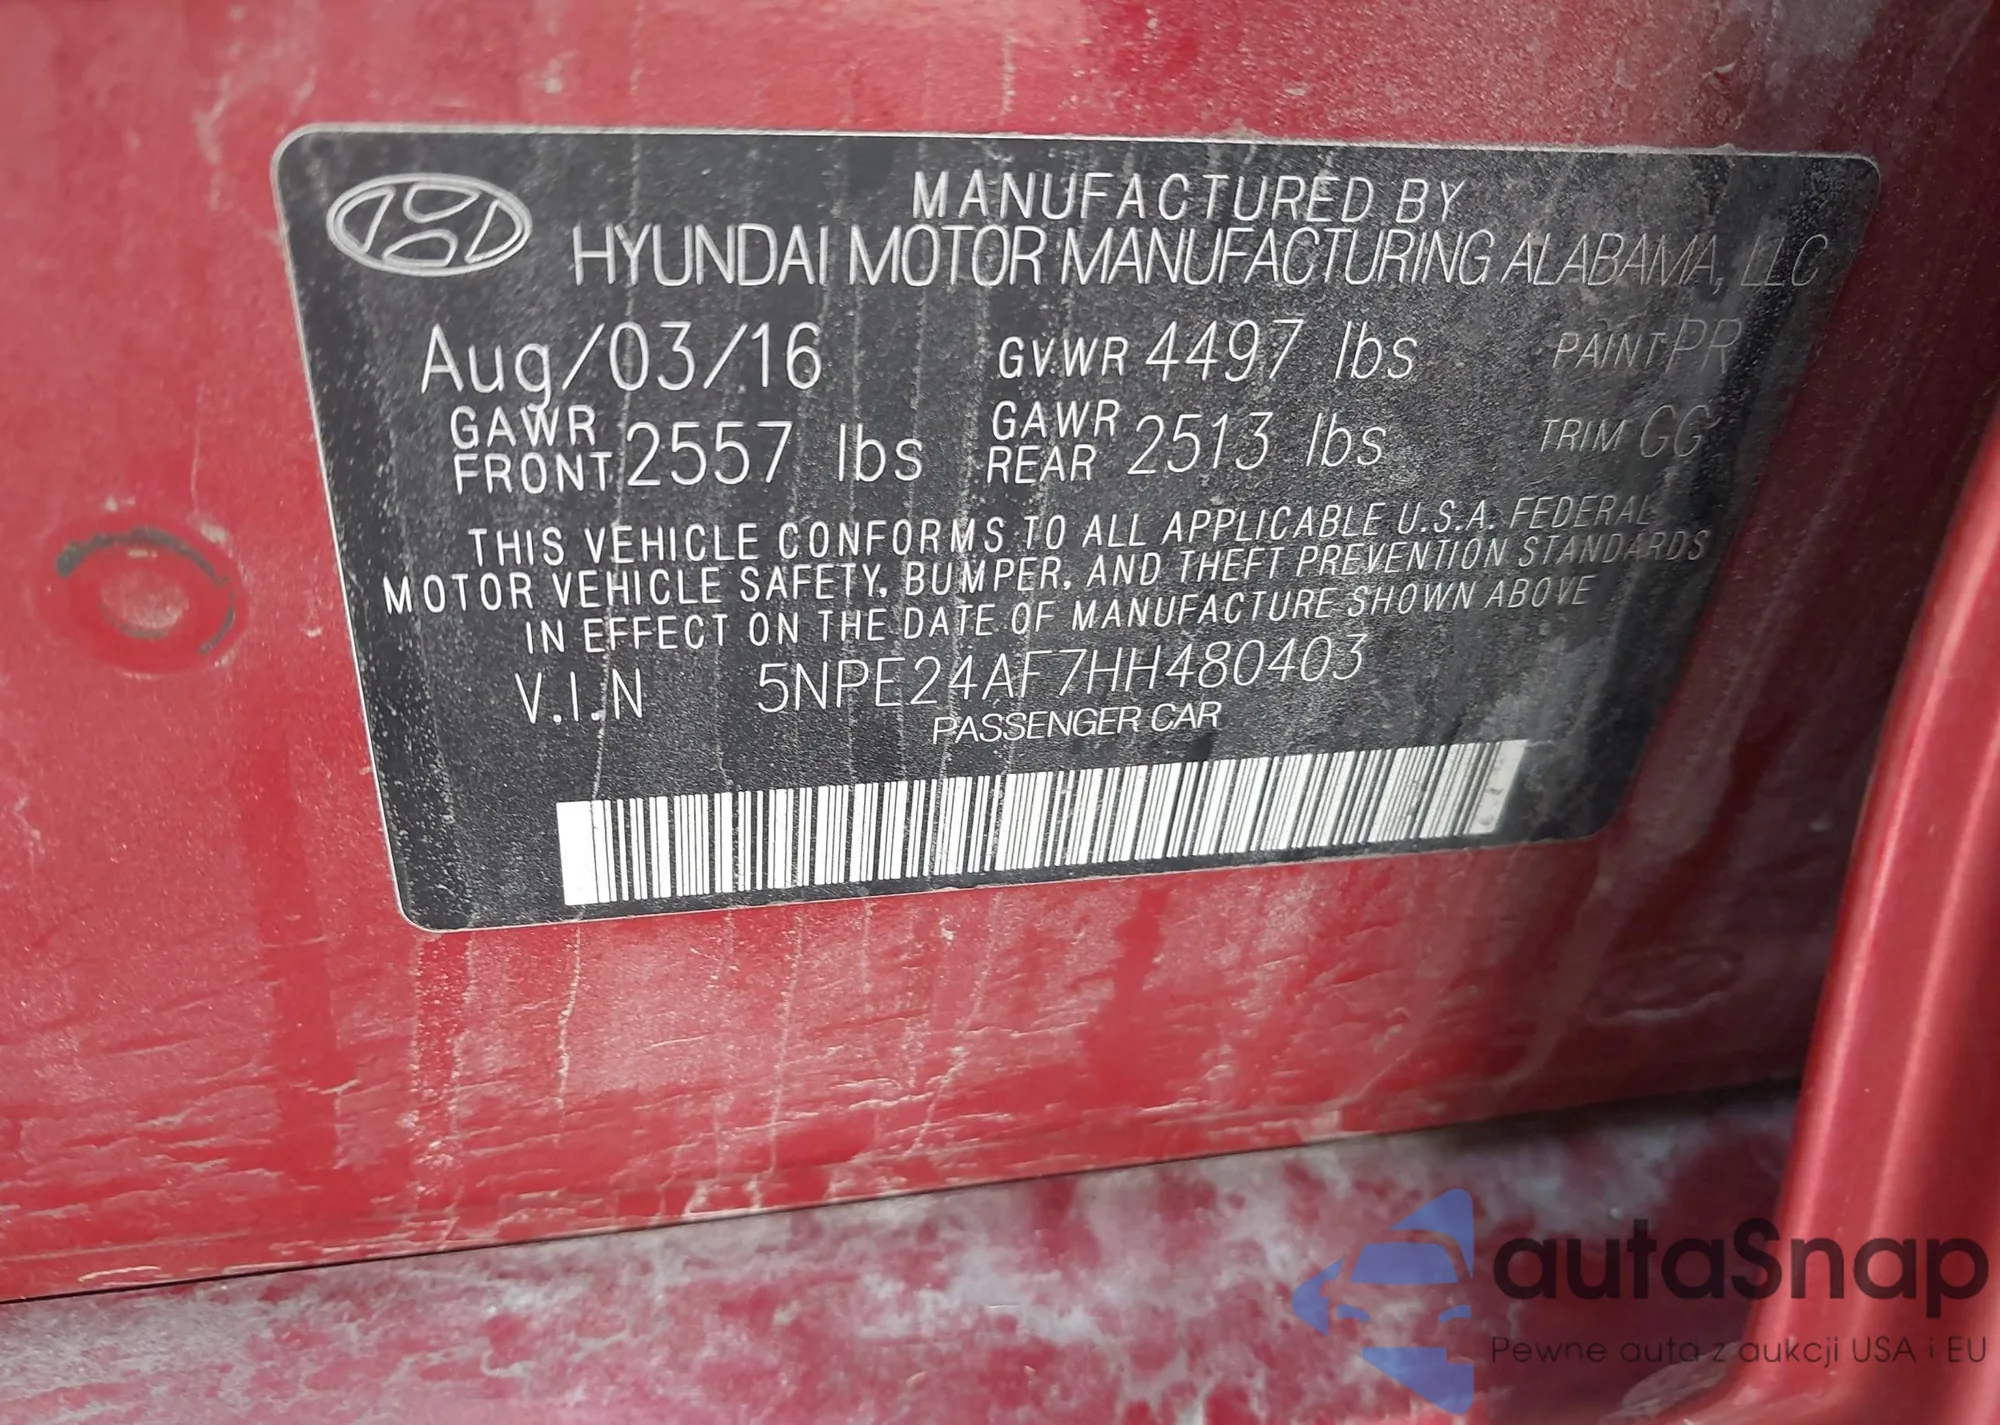 MANUFACTURED BY
HYUNDAI MOTOR MANUFACTURING ALABAMA, LLC
Aug/03/16 GVWR 4497 lbs PAINT PR
GAWR FRONT 2557 lbs GAWR REAR 2513 lbs TRIM GG
THIS VEHICLE CONFORMS TO ALL APPLICABLE U.S.A. FEDERAL
MOTOR VEHICLE SAFETY, BUMPER, AND THEFT PREVENTION STANDARDS
IN EFFECT ON THE DATE OF MANUFACTURE SHOWN ABOVE
V.I.N 5NPE24AF7HH480403
PASSENGER CAR
autaSnap
Pewne auta z aukcji USA i EU